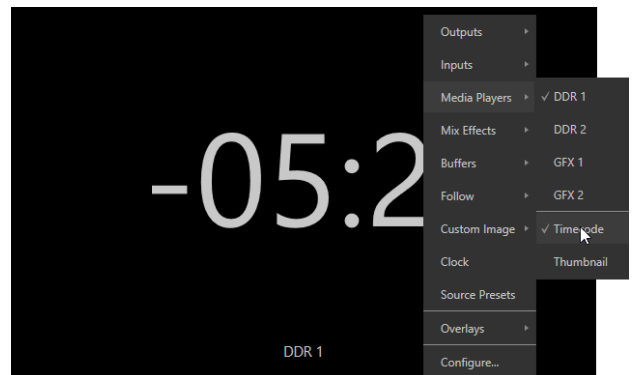 Outputs
Inputs
Media Players
Mix Effects
Buffers
Follow
Custom Image
Clock
Source Presets
Overlays
Configure...
✓ DDR 1
DDR 2
GFX 1
GFX 2
✓ Timecode
Thumbnail
-05:2
DDR 1